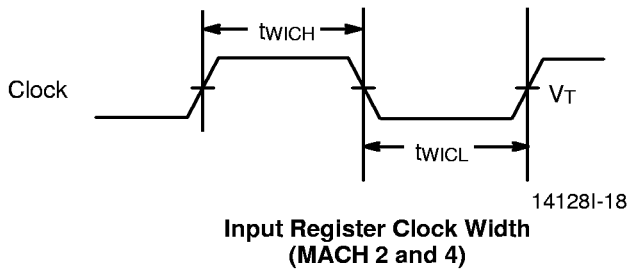 tWICH
Clock
VT
tWICL
14128I-18
Input Register Clock Width
(MACH 2 and 4)